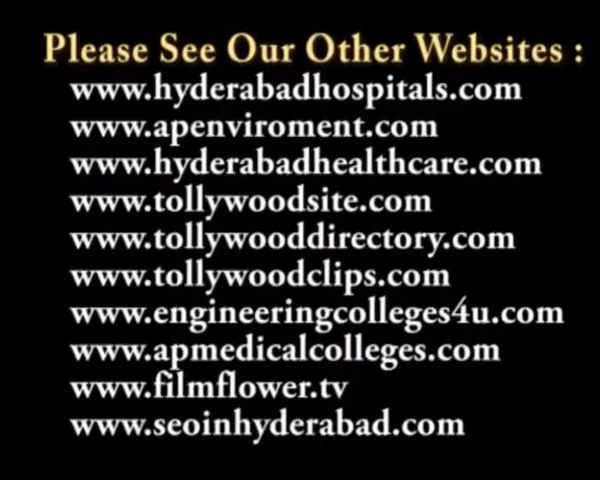 Please See Our Other Websites :
www.hyderabadhospitals.com
www.apenviroment.com
www.hyderabadhealthcare.com
www.tollywoodsite.com
www.tollywooddirectory.com
www.tollywoodclips.com
www.engineeringcolleges4u.com
www.apmedicalcolleges.com
www.filmflower.tv
www.seoinhyderabad.com